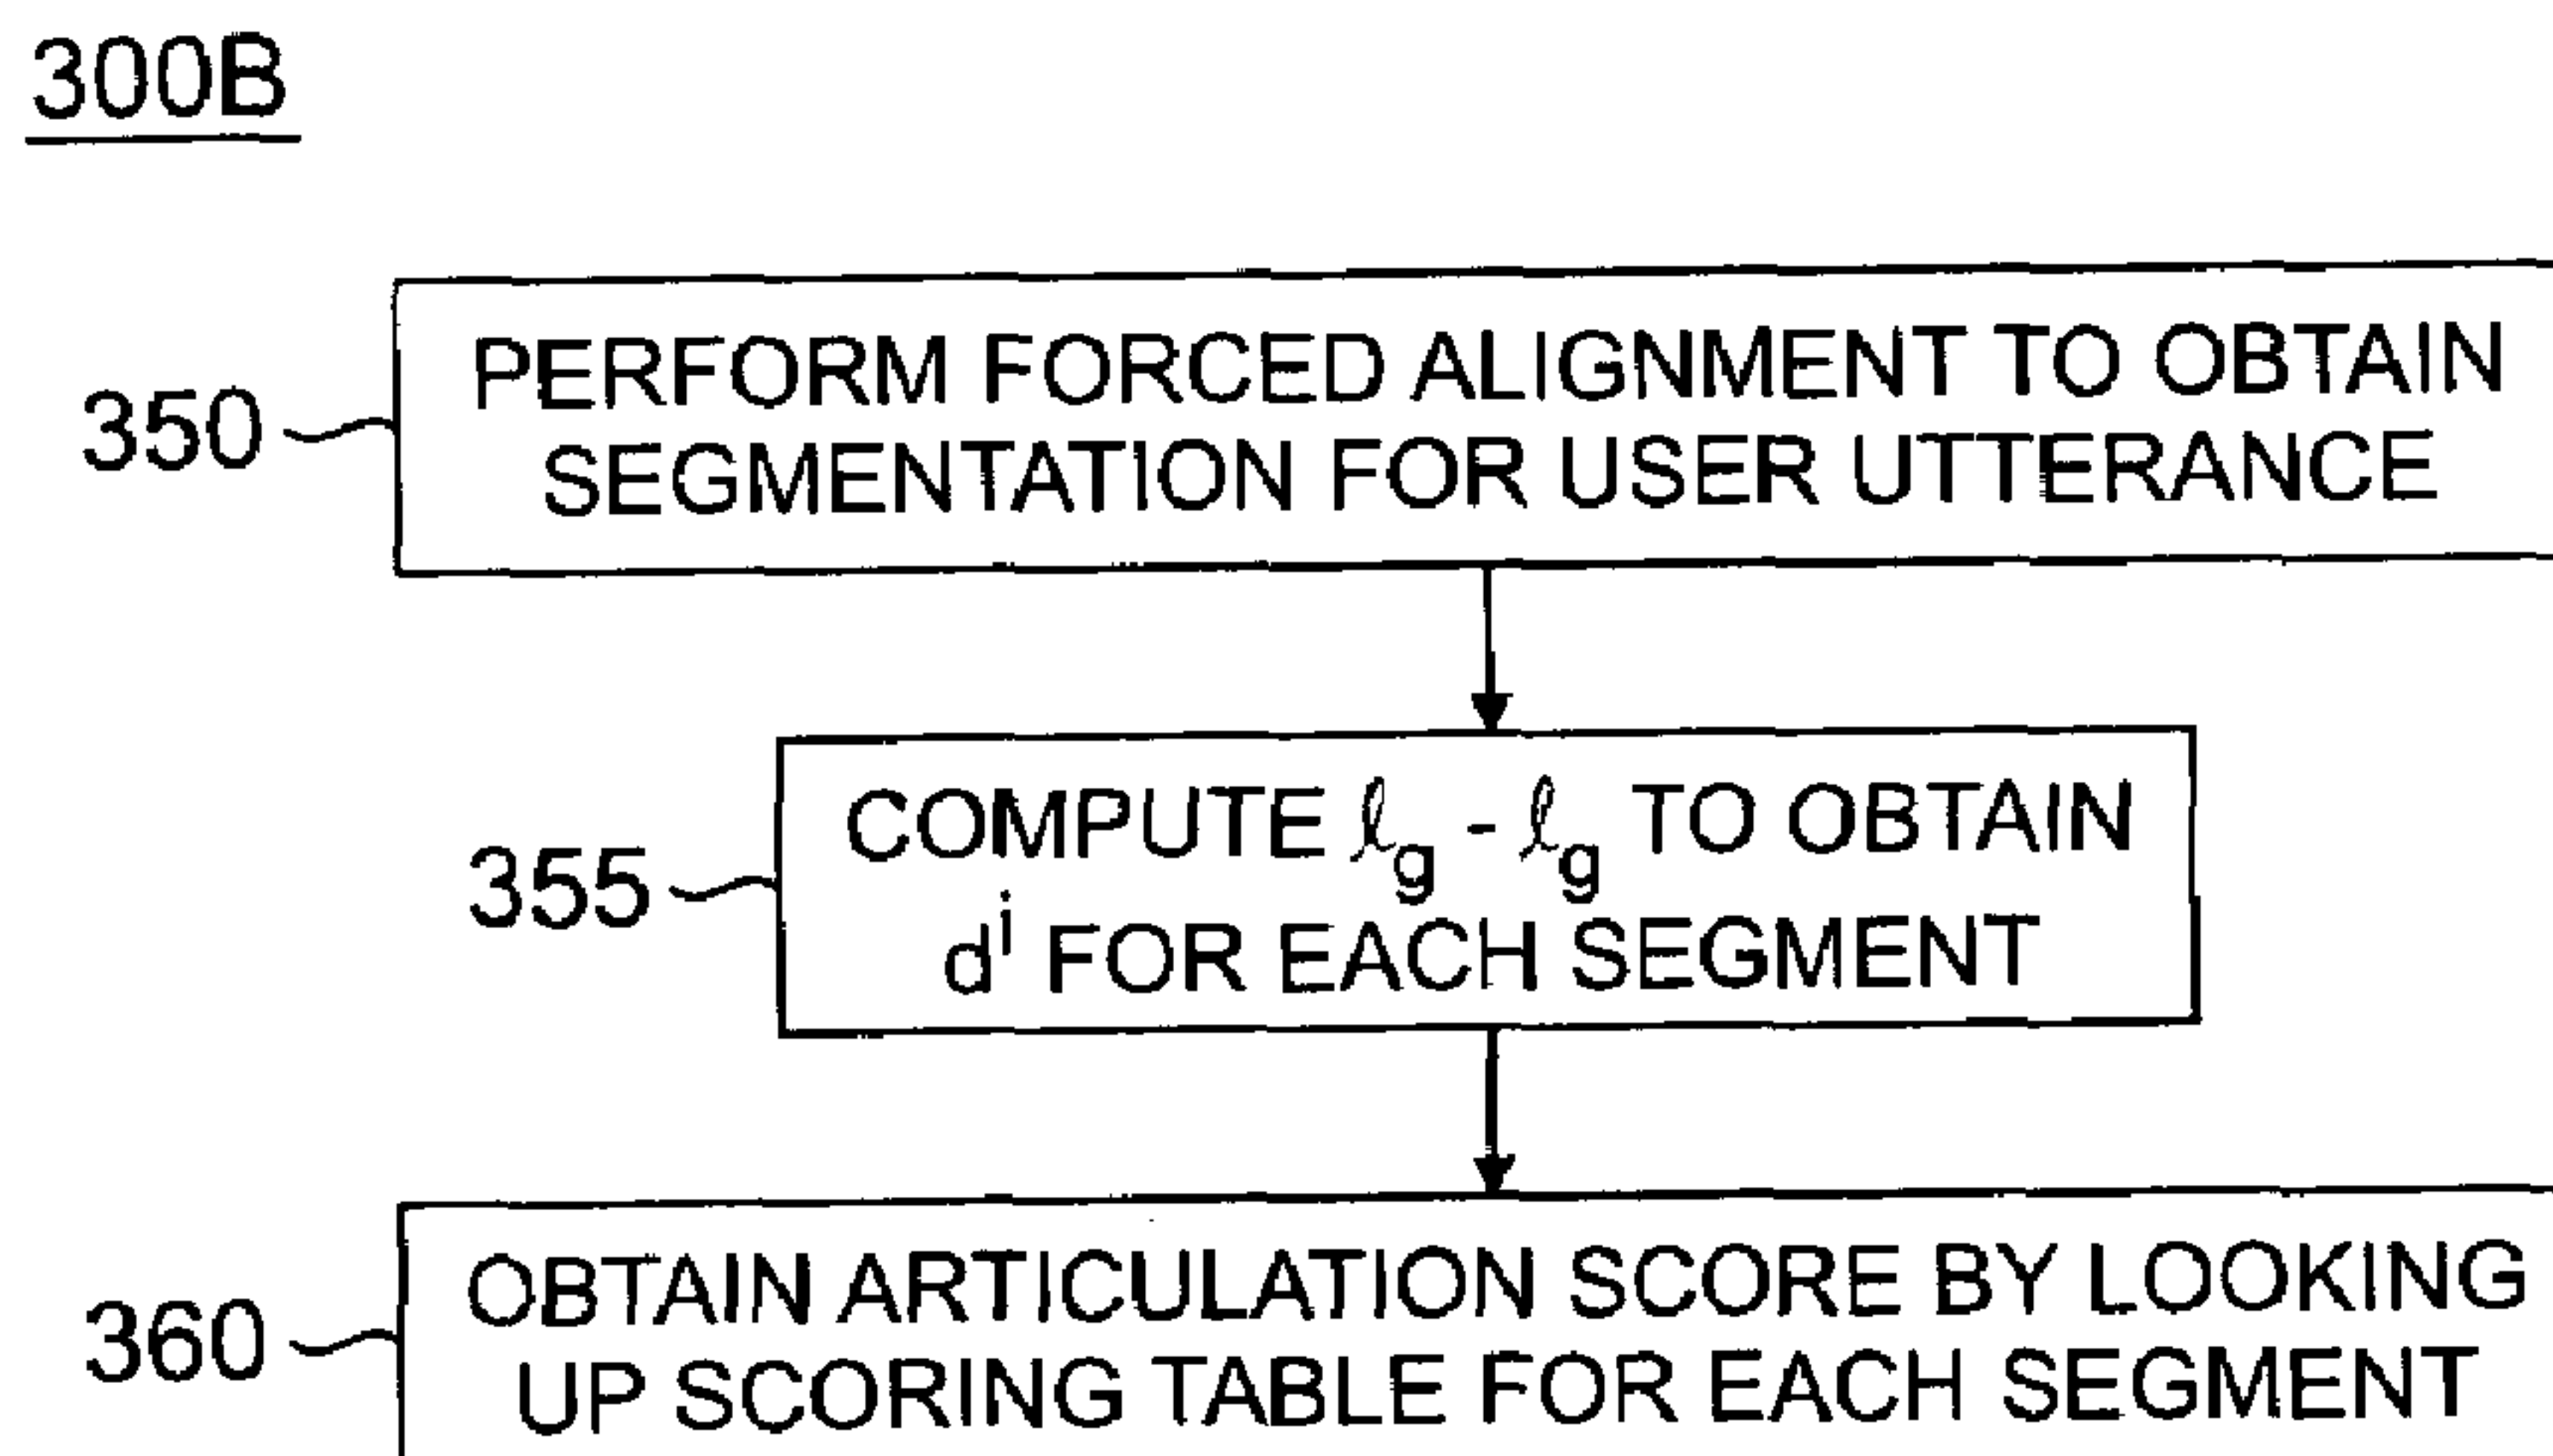 300B
350
PERFORM FORCED ALIGNMENT TO OBTAIN
SEGMENTATION FOR USER UTTERANCE
355
COMPUTE ℓg - ℓg TO OBTAIN
dⁱ FOR EACH SEGMENT
360
OBTAIN ARTICULATION SCORE BY LOOKING
UP SCORING TABLE FOR EACH SEGMENT